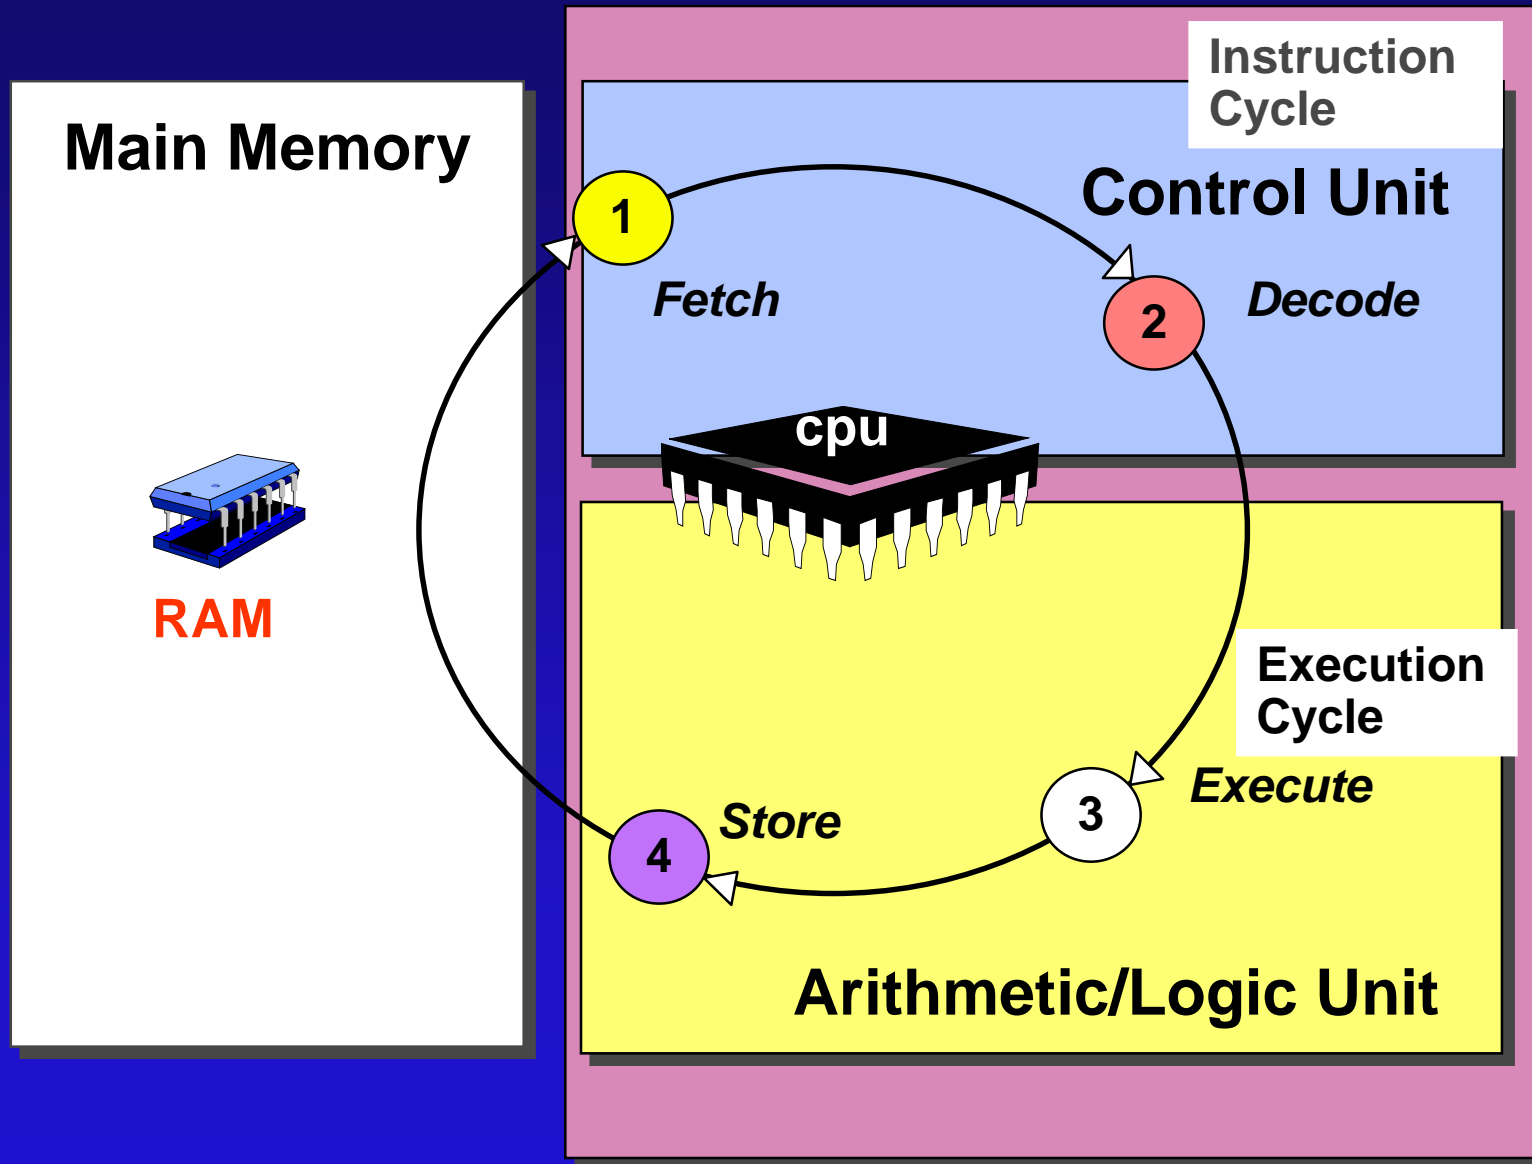 Instruction
Cycle
Main Memory
Control Unit
1
Fetch
2
Decode
cpu
RAM
Execution
Cycle
Execute
3
Store
4
Arithmetic/Logic Unit